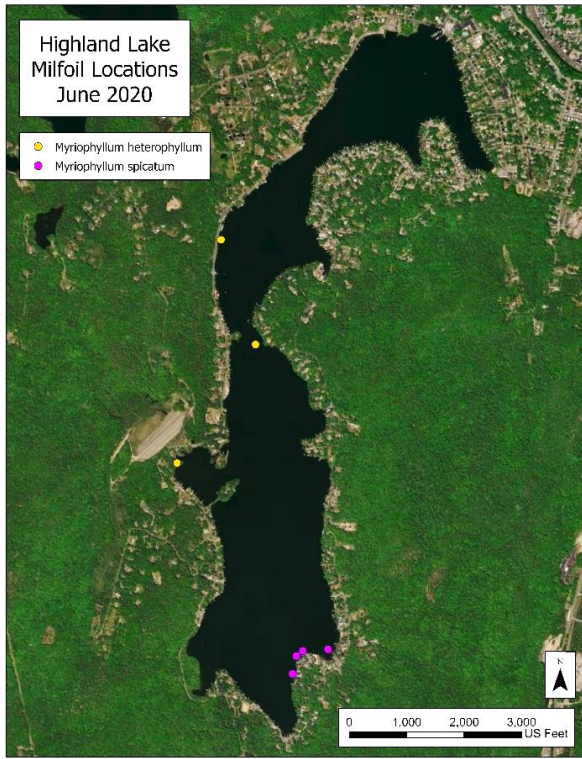 Highland Lake
Milfoil Locations
June 2020
Myriophyllum heterophyllum
Myriophyllum spicatum
N
0 1,000 2,000 3,000
US Feet